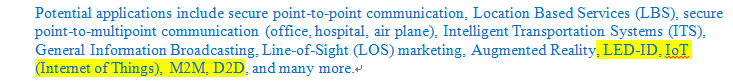 Potential applications include secure point-to-point communication, Location Based Services (LBS), secure
point-to-multipoint communication (office, hospital, air plane), Intelligent Transportation Systems (ITS),
General Information Broadcasting, Line-of-Sight (LOS) marketing, Augmented Reality, LED-ID, IoT
(Internet of Things), M2M, D2D, and many more.↵